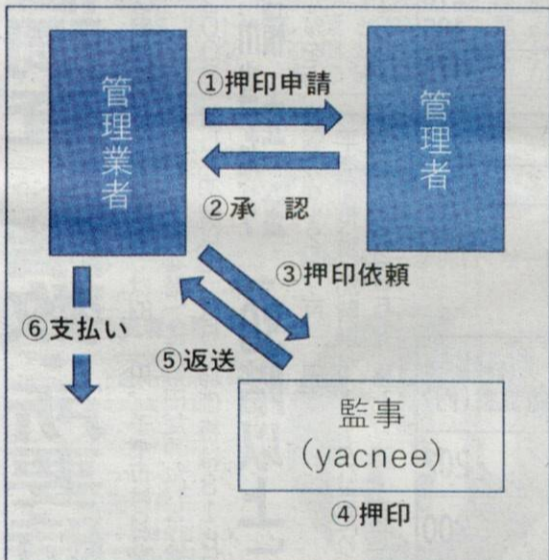 管理業者
①押印申請
管理者
②承　認
③押印依頼
⑥支払い
⑤返送
監事
(yacnee)
④押印